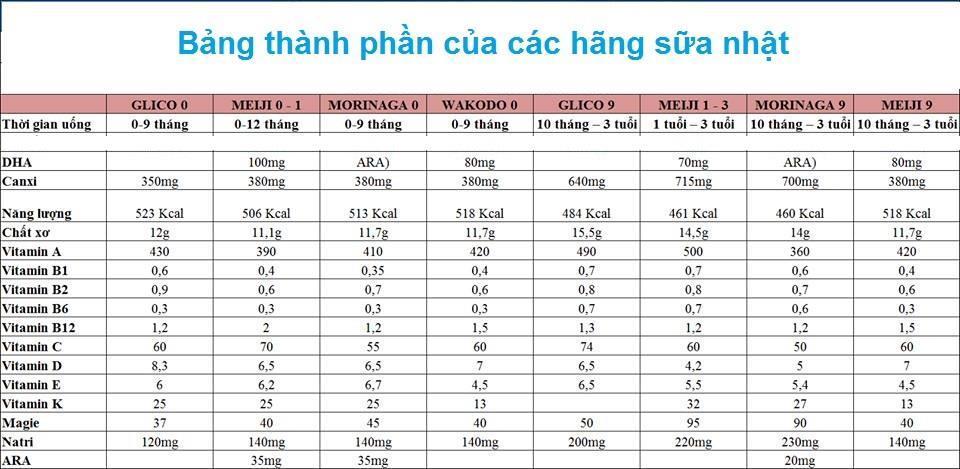 Bảng thành phần của các hãng sữa nhật
GLICO 0 MEIJI 0 - 1 MORINAGA 0 WAKODO 0 GLICO 9 MEIJI 1 - 3 MORINAGA 9 MEIJI 9
Thời gian uống 0-9 tháng 0-12 tháng 0-9 tháng 0-9 tháng 10 tháng – 3 tuổi 1 tuổi – 3 tuổi 10 tháng – 3 tuổi 10 tháng – 3 tuổi
DHA 100mg ARA) 80mg 70mg ARA) 80mg
Canxi 350mg 380mg 380mg 380mg 640mg 715mg 700mg 380mg
Năng lượng 523 Kcal 506 Kcal 513 Kcal 518 Kcal 484 Kcal 461 Kcal 460 Kcal 518 Kcal
Chất xơ 12g 11,1g 11,7g 11,7g 15,5g 14,5g 14g 11,7g
Vitamin A 430 390 410 420 490 500 360 420
Vitamin B1 0,6 0,4 0,35 0,4 0,7 0,7 0,6 0,4
Vitamin B2 0,9 0,6 0,7 0,6 0,8 0,8 0,7 0,6
Vitamin B6 0,3 0,3 0,3 0,3 0,7 0,7 0,6 0,3
Vitamin B12 1,2 2 1,2 1,5 1,3 1,2 1,2 1,5
Vitamin C 60 70 55 60 74 60 50 60
Vitamin D 8,3 6,5 6,5 7 6,5 4,2 5 7
Vitamin E 6 6,2 6,7 4,5 6,5 5,5 5,4 4,5
Vitamin K 25 25 25 13 32 27 13
Magie 37 40 45 40 50 95 90 40
Natri 120mg 140mg 140mg 140mg 200mg 220mg 230mg 140mg
ARA 35mg 35mg 20mg